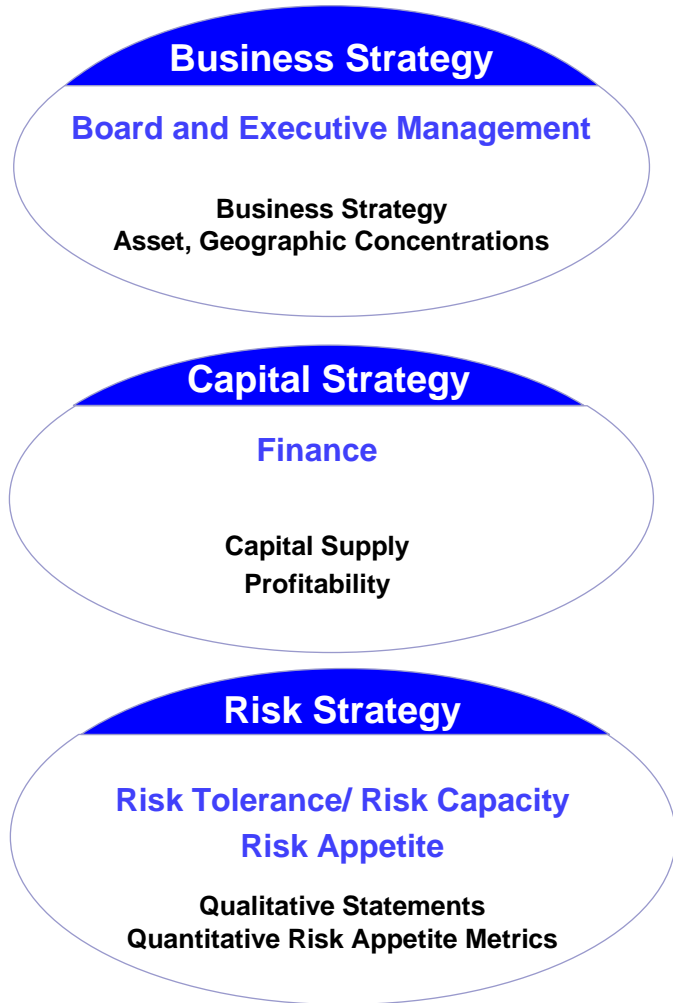 Business Strategy
Board and Executive Management
Business Strategy
Asset, Geographic Concentrations
Capital Strategy
Finance
Capital Supply
Profitability
Risk Strategy
Risk Tolerance/ Risk Capacity
Risk Appetite
Qualitative Statements
Quantitative Risk Appetite Metrics